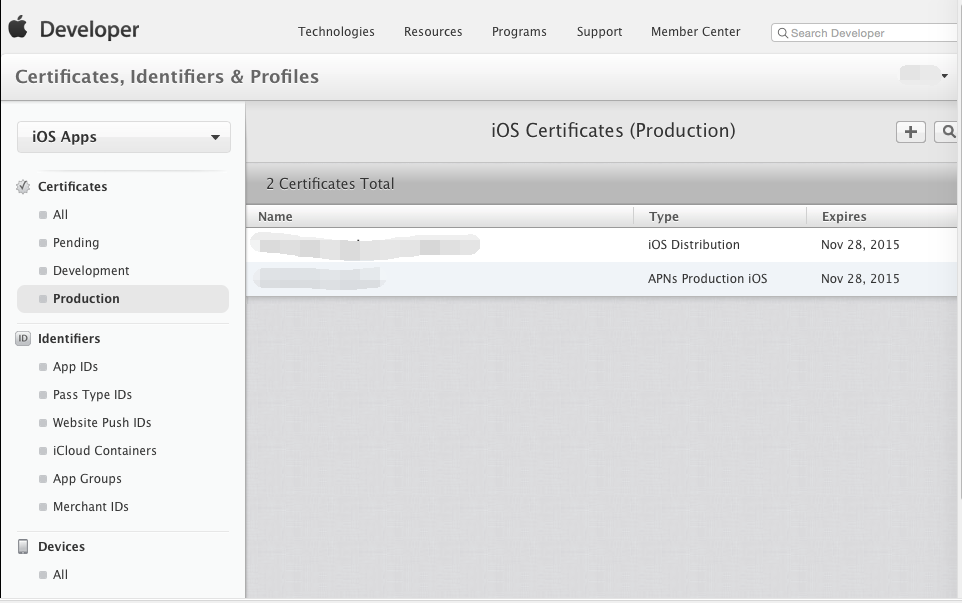 Developer
Technologies Resources Programs Support Member Center Search Developer
Certificates, Identifiers & Profiles
iOS Apps
iOS Certificates (Production)
Certificates
2 Certificates Total
All
Name Type Expires
Pending
iOS Distribution Nov 28, 2015
Development
APNs Production iOS Nov 28, 2015
Production
ID Identifiers
App IDs
Pass Type IDs
Website Push IDs
iCloud Containers
App Groups
Merchant IDs
Devices
All